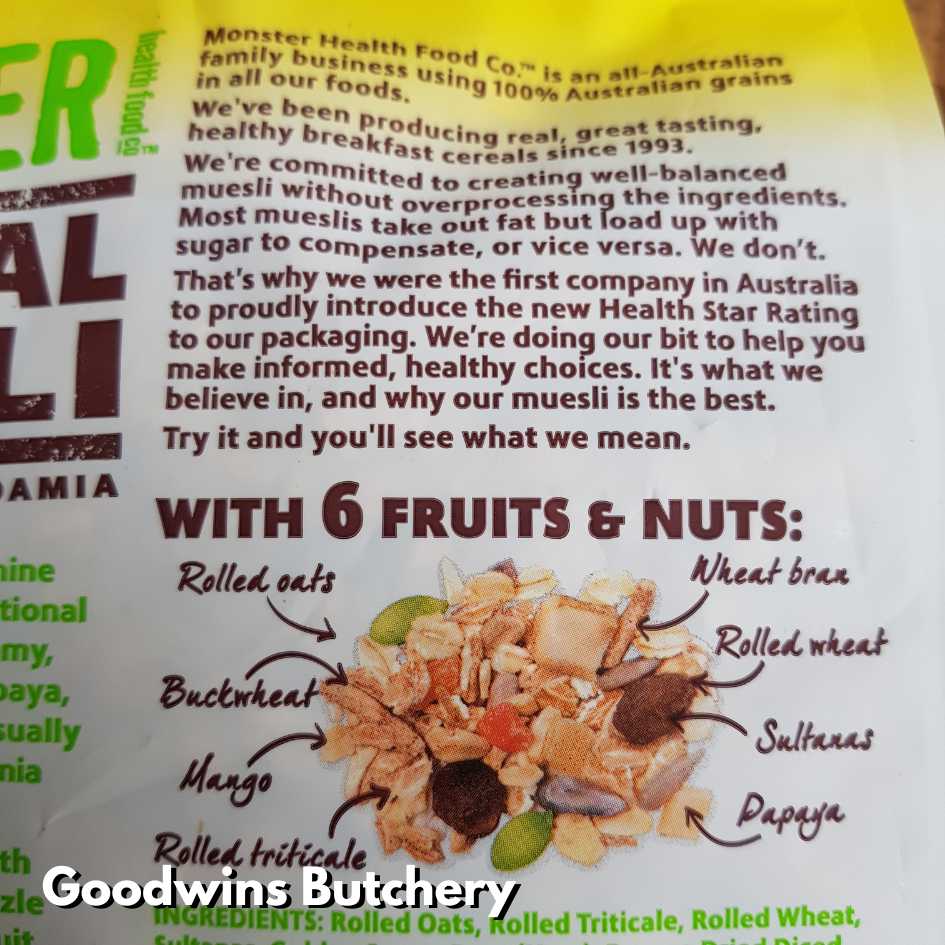 ER
health food co™
AL
LI
DAMIA
Monster Health Food Co.™ is an all-Australian
family business using 100% Australian grains
in all our foods.
We've been producing real, great tasting,
healthy breakfast cereals since 1993.
We're committed to creating well-balanced
muesli without overprocessing the ingredients.
Most mueslis take out fat but load up with
sugar to compensate, or vice versa. We don't.
That's why we were the first company in Australia
to proudly introduce the new Health Star Rating
to our packaging. We're doing our bit to help you
make informed, healthy choices. It's what we
believe in, and why our muesli is the best.
Try it and you'll see what we mean.
WITH 6 FRUITS & NUTS:
Rolled oats
Wheat bran
Rolled wheat
Buckwheat
Sultanas
Mango
Papaya
Rolled triticale
nine
tional
my,
paya,
sually
nia
th
zle
uit
Goodwins Butchery
INGREDIENTS: Rolled Oats, Rolled Triticale, Rolled Wheat,